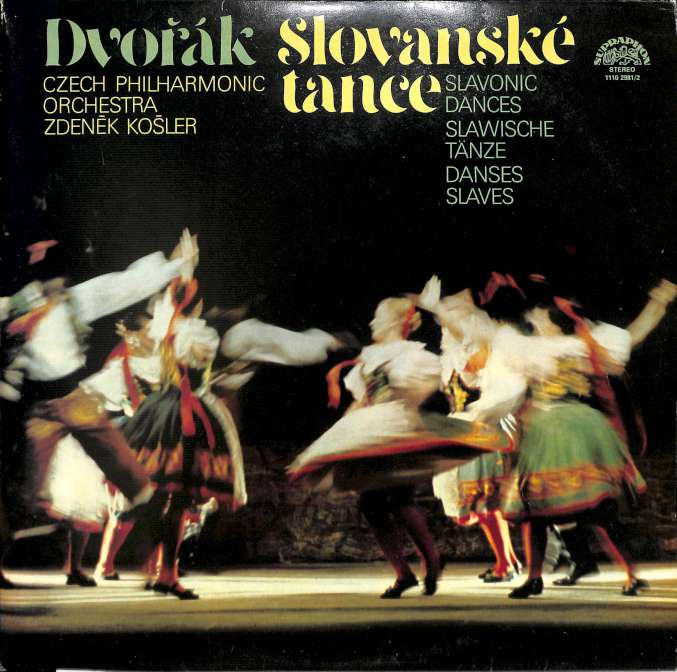 Dvořák
CZECH PHILHARMONIC
ORCHESTRA
ZDENĚK KOŠLER
Slovanské
tance
SLAVONIC
DANCES
SLAWISCHE
TÄNZE
DANSES
SLAVES
SUPRAPHON
STEREO
1110 2981/2